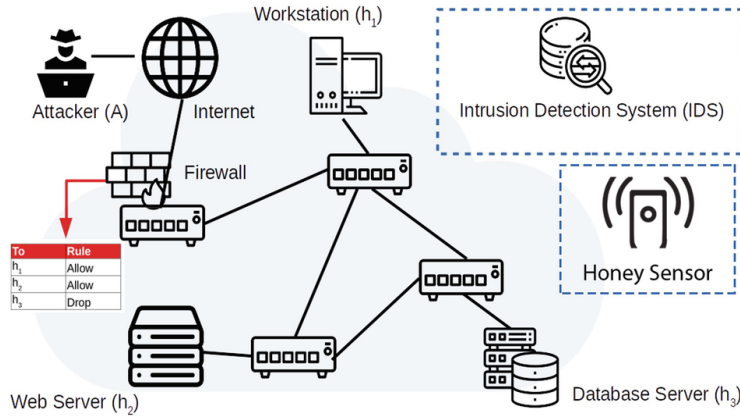 Workstation (h₁)
Attacker (A)
Internet
Intrusion Detection System (IDS)
Firewall
To Rule
h₁ Allow
h₂ Allow
h₃ Drop
Honey Sensor
Web Server (h₂)
Database Server (h₃)